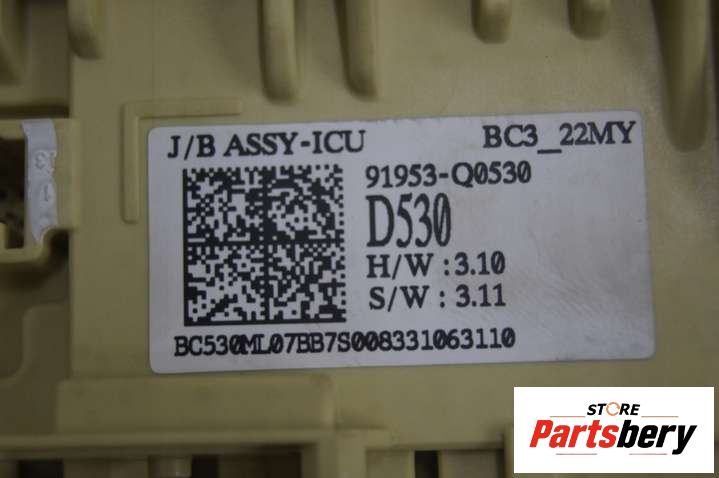 J/B ASSY-ICU BC3_22MY
91953-Q0530
D530
H/W : 3.10
S/W : 3.11
BC530ML07BB7S008331063110
STORE
Partsbery